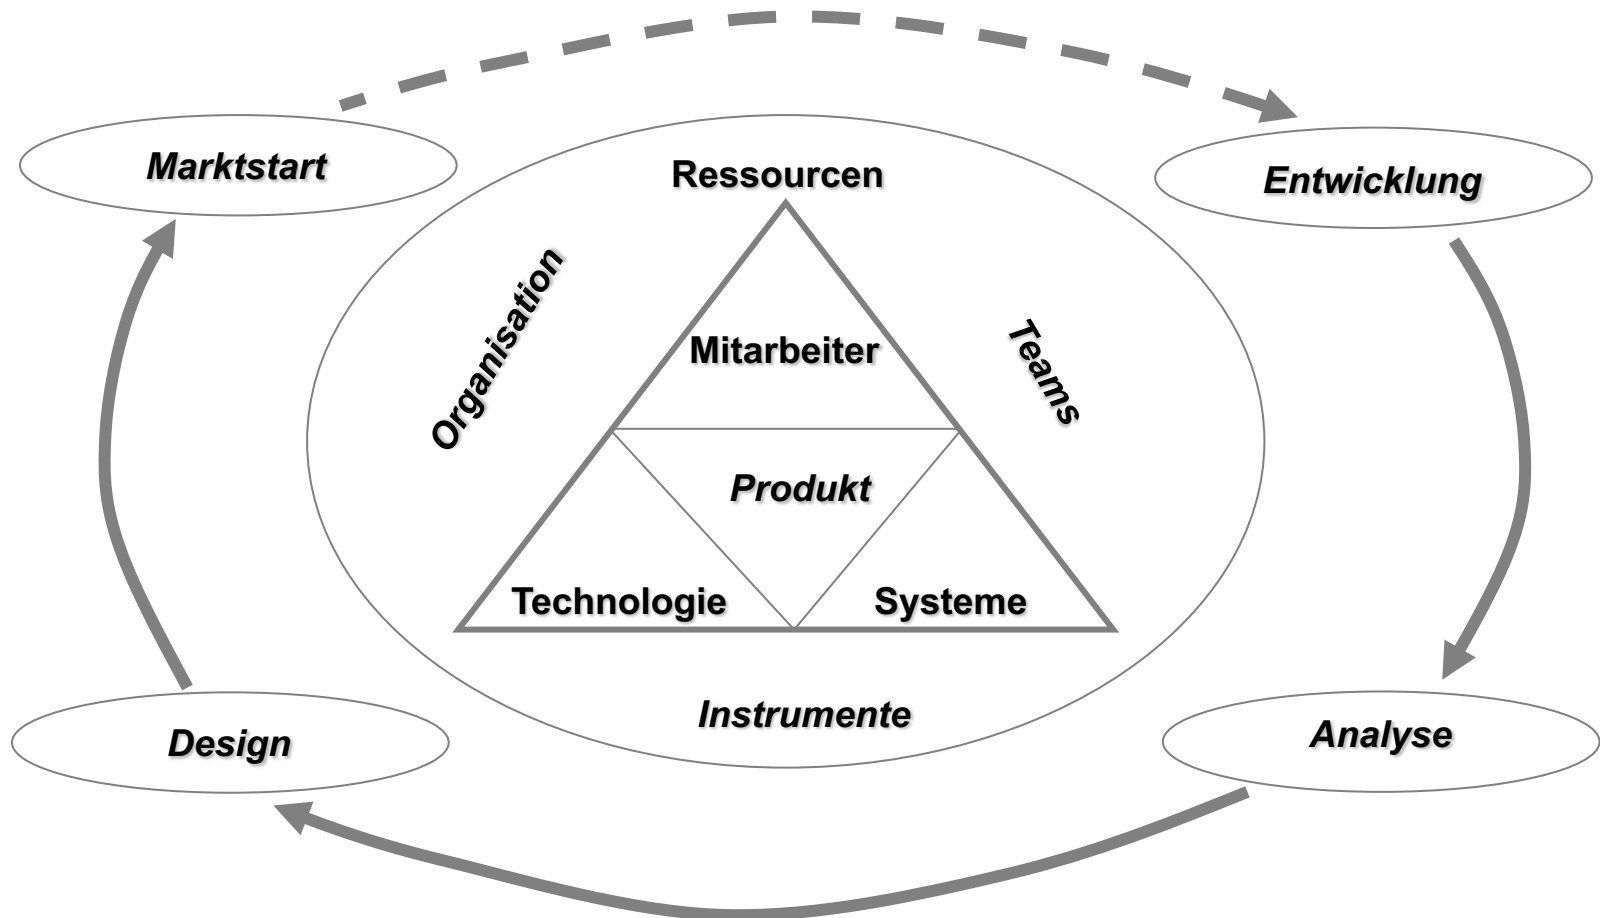 Marktstart
Ressourcen
Entwicklung
Organisation
Teams
Mitarbeiter
Produkt
Technologie
Systeme
Instrumente
Design
Analyse